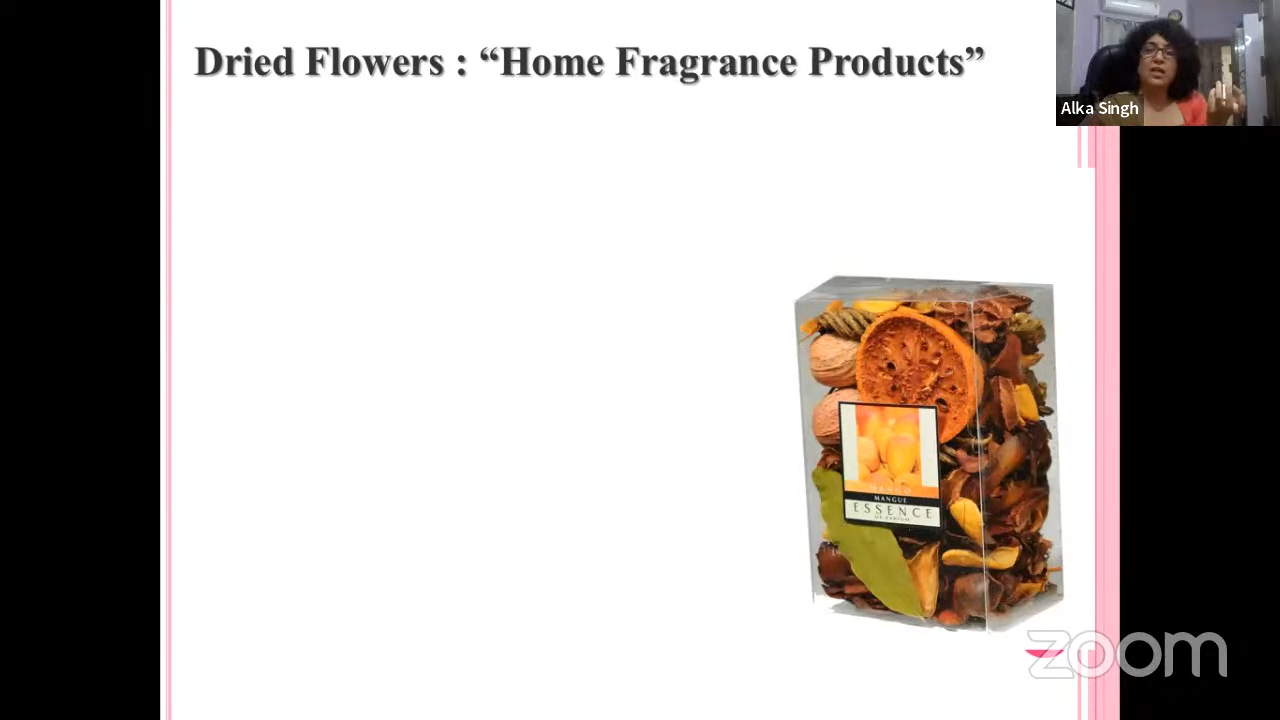 Dried Flowers : “Home Fragrance Products”
Alka Singh
MANGUE
ESSENCE
zoom